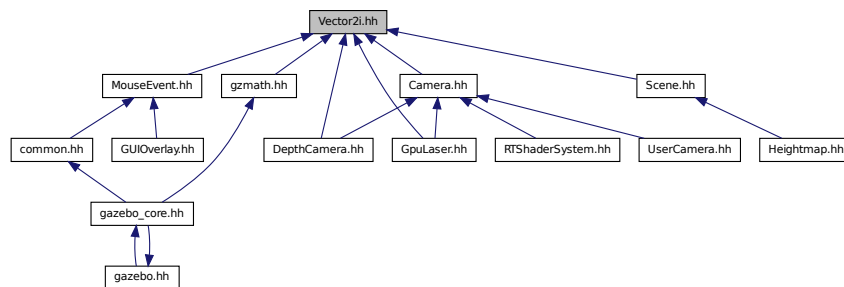 Vector2i.hh
MouseEvent.hh
gzmath.hh
Camera.hh
Scene.hh
common.hh
GUIOverlay.hh
DepthCamera.hh
GpuLaser.hh
RTShaderSystem.hh
UserCamera.hh
Heightmap.hh
gazebo_core.hh
gazebo.hh